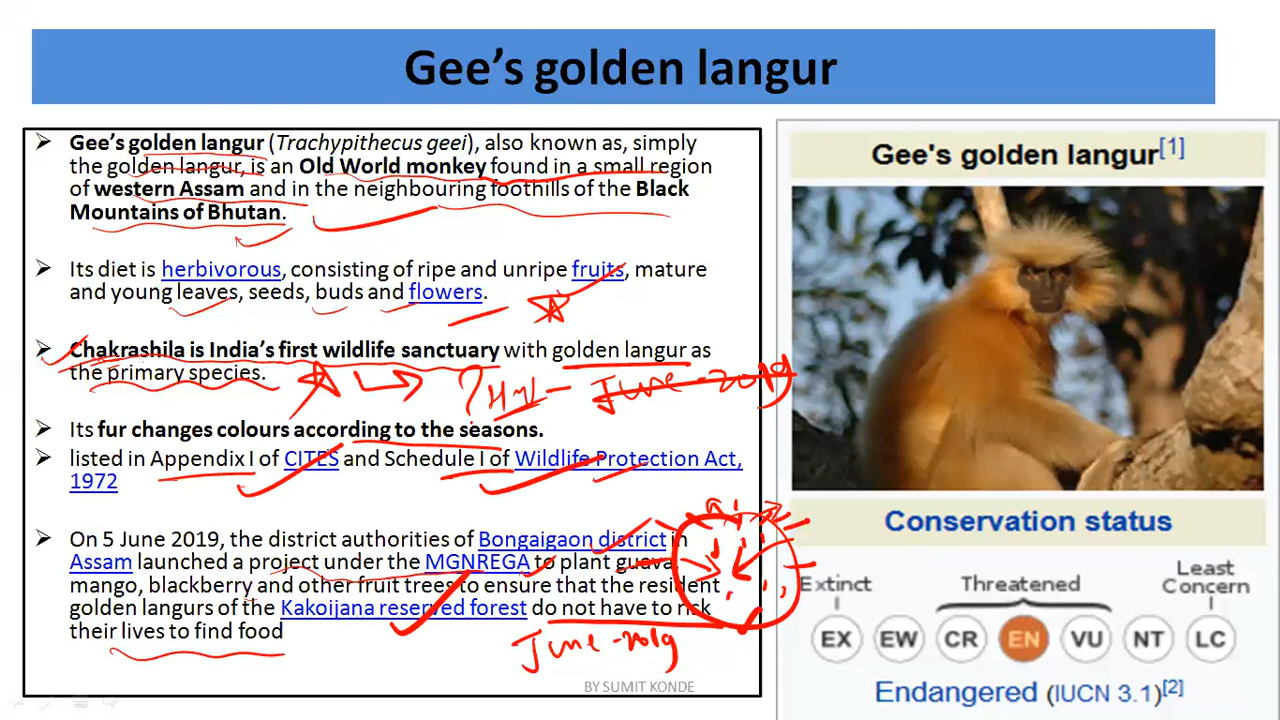 Gee's golden langur
➢ Gee's golden langur (Trachypithecus geei), also known as, simply
the golden langur, is an Old World monkey found in a small region
of western Assam and in the neighbouring foothills of the Black
Mountains of Bhutan.
➢ Its diet is herbivorous, consisting of ripe and unripe fruits, mature
and young leaves, seeds, buds and flowers.
➢ Chakrashila is India's first wildlife sanctuary with golden langur as
the primary species.
June - 2019
➢ Its fur changes colours according to the seasons.
➢ listed in Appendix I of CITES and Schedule I of Wildlife Protection Act,
1972
➢ On 5 June 2019, the district authorities of Bongaigaon district in
Assam launched a project under the MGNREGA to plant guava,
mango, blackberry and other fruit trees to ensure that the resident
golden langurs of the Kakoijana reserved forest do not have to risk
their lives to find food
June - 2019
BY SUMIT KONDE
Gee's golden langur[1]
Conservation status
Extinct Threatened Least
Concern
EX EW CR EN VU NT LC
Endangered (IUCN 3.1)[2]